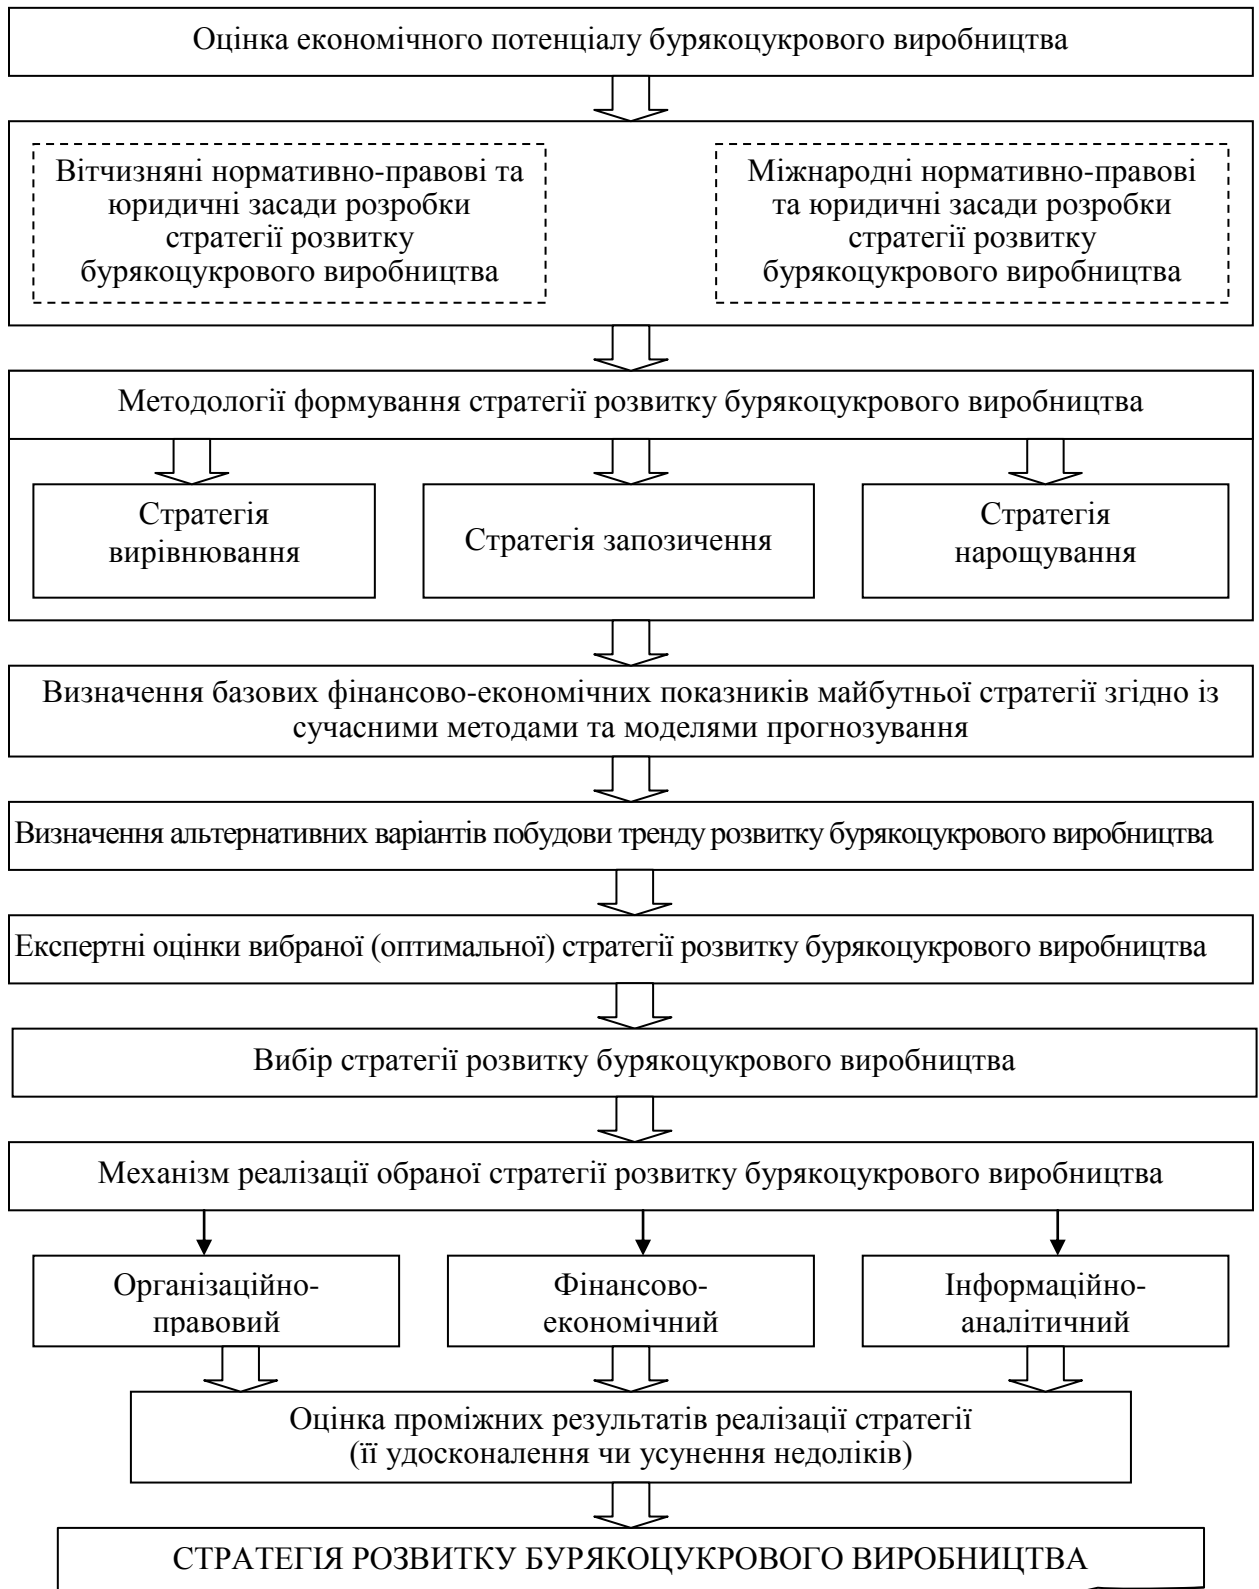 Оцінка економічного потенціалу бурякоцукрового виробництва
Вітчизняні нормативно-правові та
юридичні засади розробки
стратегії розвитку
бурякоцукрового виробництва
Міжнародні нормативно-правові
та юридичні засади розробки
стратегії розвитку
бурякоцукрового виробництва
Методології формування стратегії розвитку бурякоцукрового виробництва
Стратегія
вирівнювання
Стратегія запозичення
Стратегія
нарощування
Визначення базових фінансово-економічних показників майбутньої стратегії згідно із
сучасними методами та моделями прогнозування
Визначення альтернативних варіантів побудови тренду розвитку бурякоцукрового виробництва
Експертні оцінки вибраної (оптимальної) стратегії розвитку бурякоцукрового виробництва
Вибір стратегії розвитку бурякоцукрового виробництва
Механізм реалізації обраної стратегії розвитку бурякоцукрового виробництва
Організаційно-
правовий
Фінансово-
економічний
Інформаційно-
аналітичний
Оцінка проміжних результатів реалізації стратегії
(її удосконалення чи усунення недоліків)
СТРАТЕГІЯ РОЗВИТКУ БУРЯКОЦУКРОВОГО ВИРОБНИЦТВА